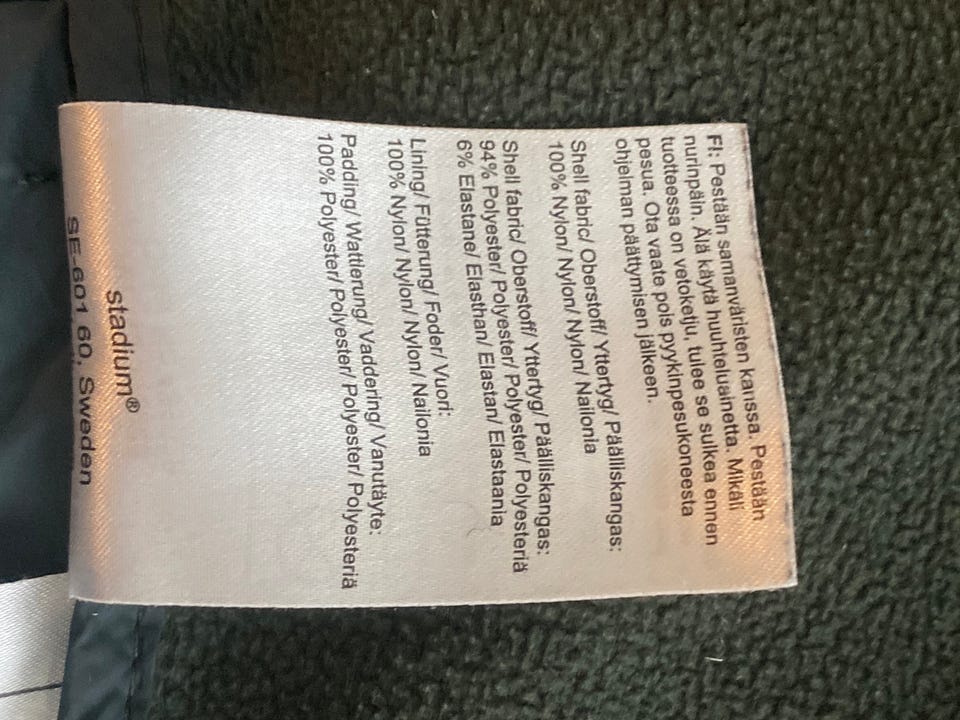 FI: Pestään samanväristen kanssa. Pestään
nurinpäin. Älä käytä huuhteluainetta. Mikäli
tuotteessa on vetoketju, tulee se sulkea ennen
pesua. Ota vaate pois pyykinpesukoneesta
ohjelman päättymisen jälkeen.
Shell fabric/ Oberstoff/ Yttertyg/ Päälliskangas:
100% Nylon/ Nylon/ Nylon/ Nailonia
Shell fabric/ Oberstoff/ Yttertyg/ Päälliskangas:
94% Polyester/ Polyester/ Polyester/ Polyesteriä
6% Elastane/ Elasthan/ Elastan/ Elastaania
Lining/ Fütterung/ Foder/ Vuori:
100% Nylon/ Nylon/ Nylon/ Nailonia
Padding/ Wattierung/ Vaddering/ Vanutäyte:
100% Polyester/ Polyester/ Polyester/ Polyesteriä
stadium®
SE-601 60, Sweden